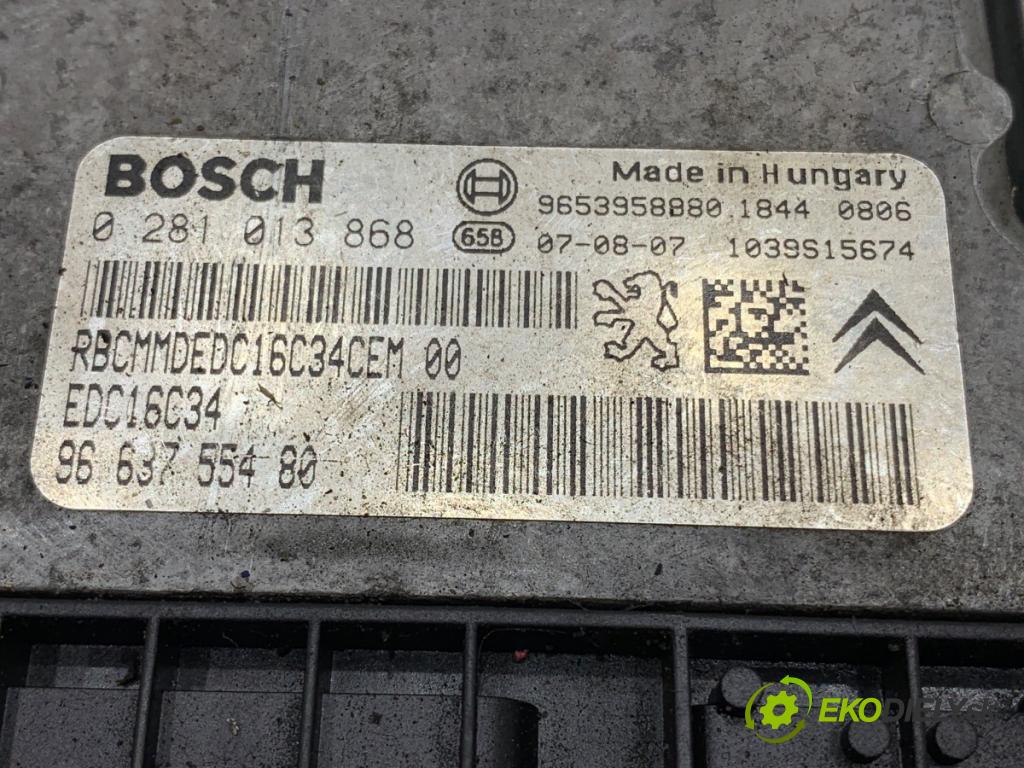 BOSCH
Made in Hungary
0 281 013 868
658
9653958880.1844 0806
07-08-07 1039S15674
RBCMMDEDC16C34CEM 00
EDC16C34
96 637 554 80